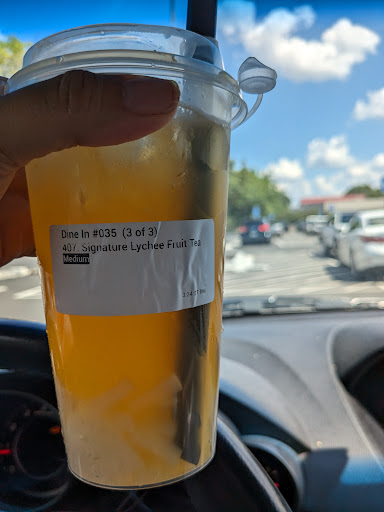 Dine In #035 (3 of 3)
407. Signature Lychee Fruit Tea
Medium